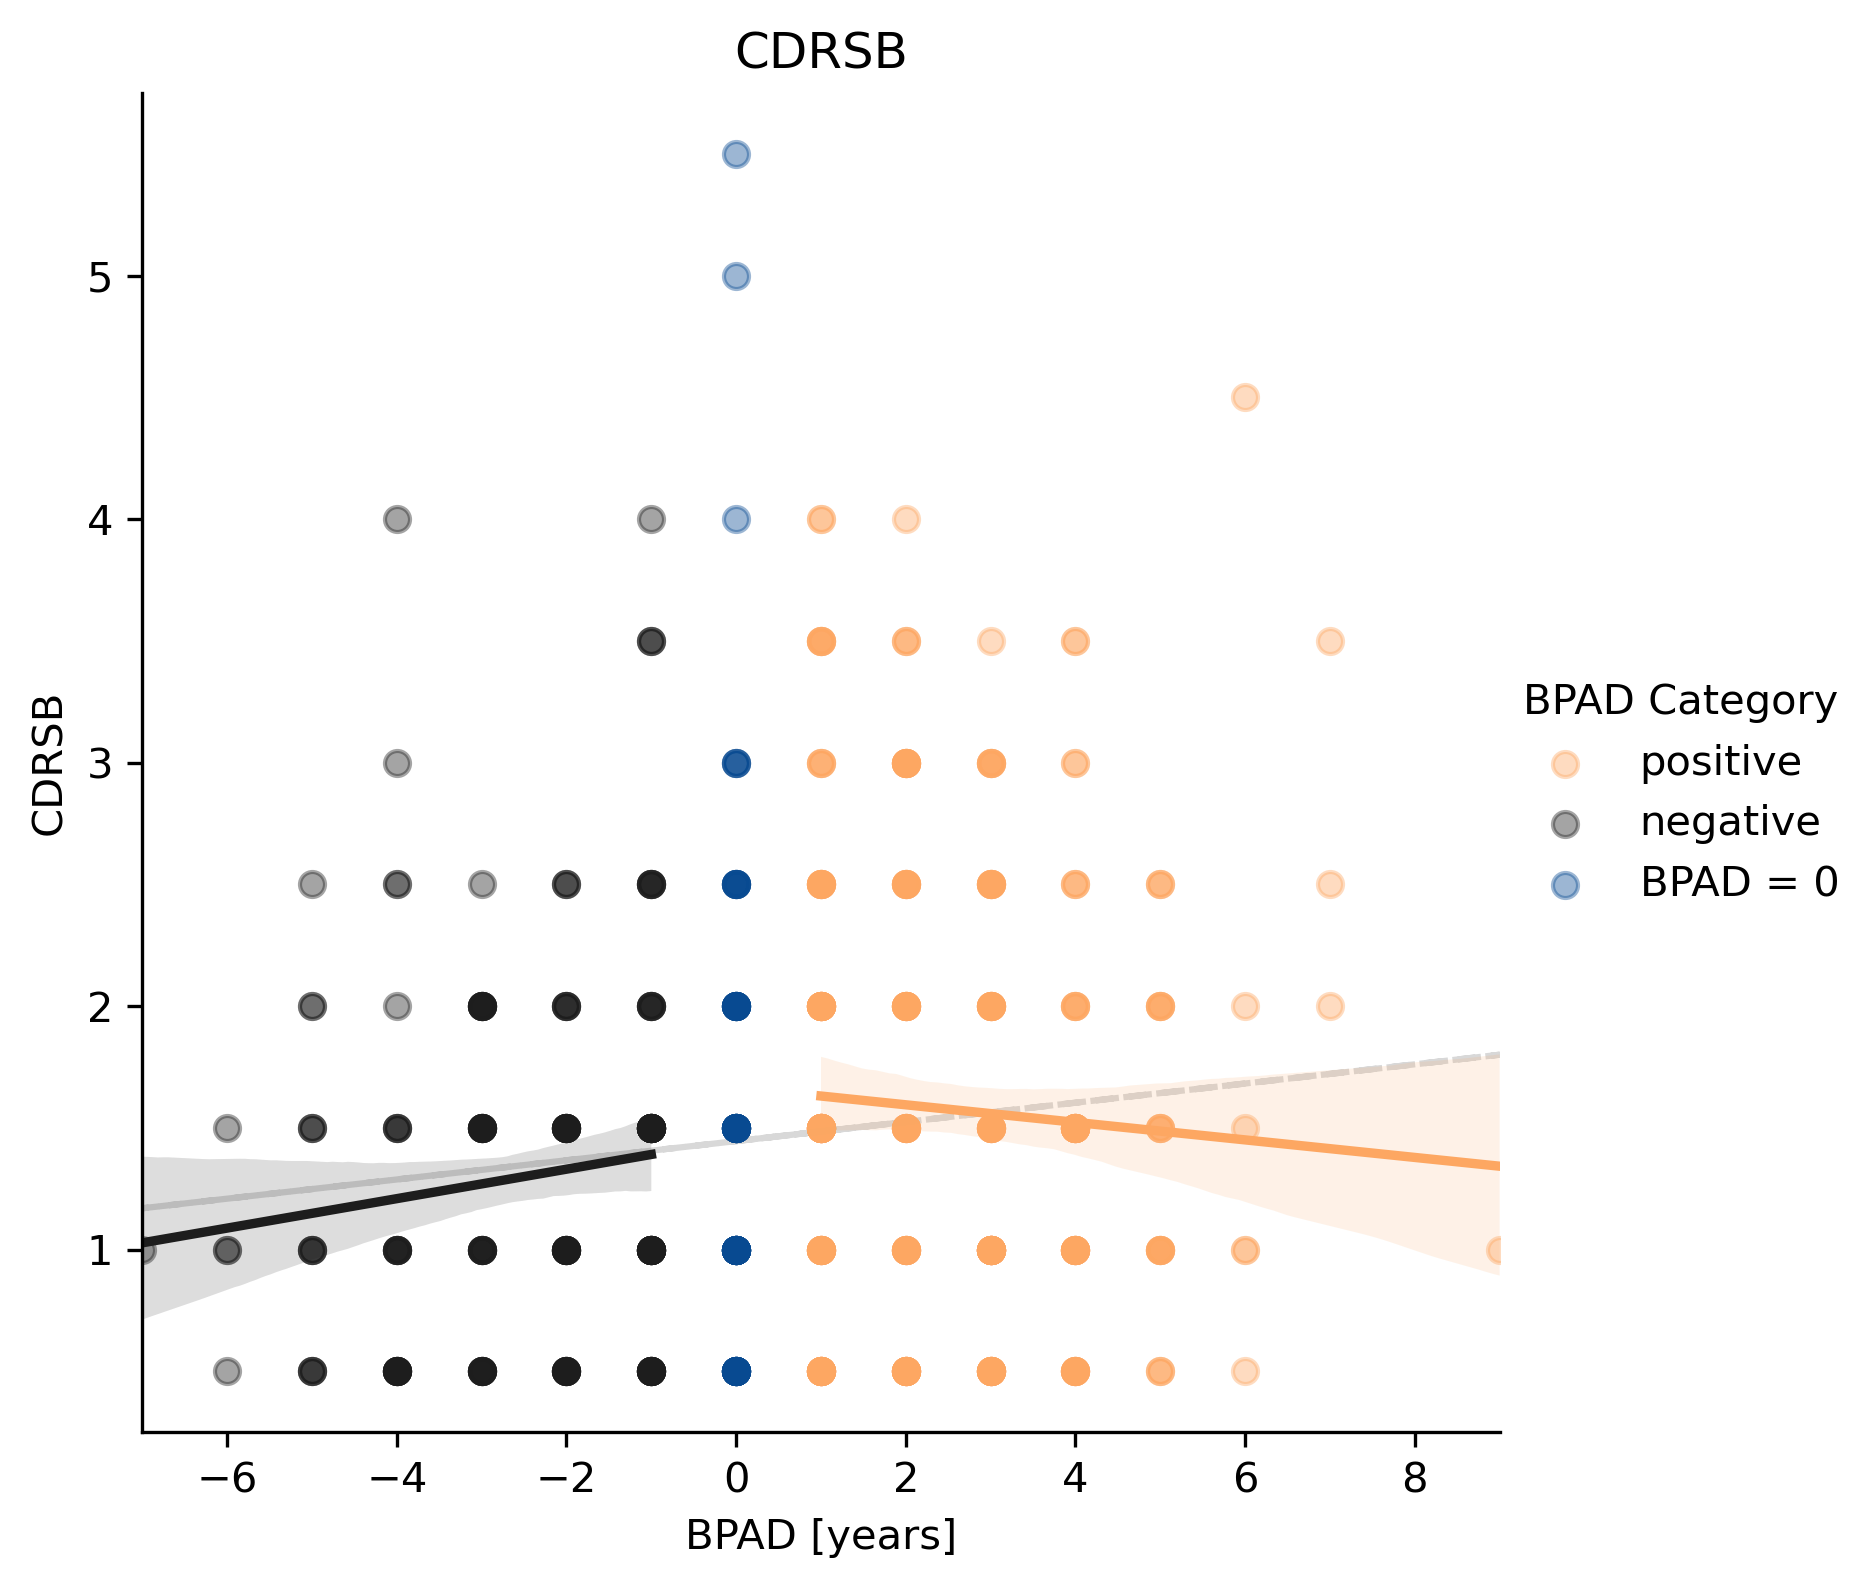 CDRSB
5
4
3
2
1
CDRSB
−6 −4 −2 0 2 4 6 8
BPAD [years]
BPAD Category
positive
negative
BPAD = 0